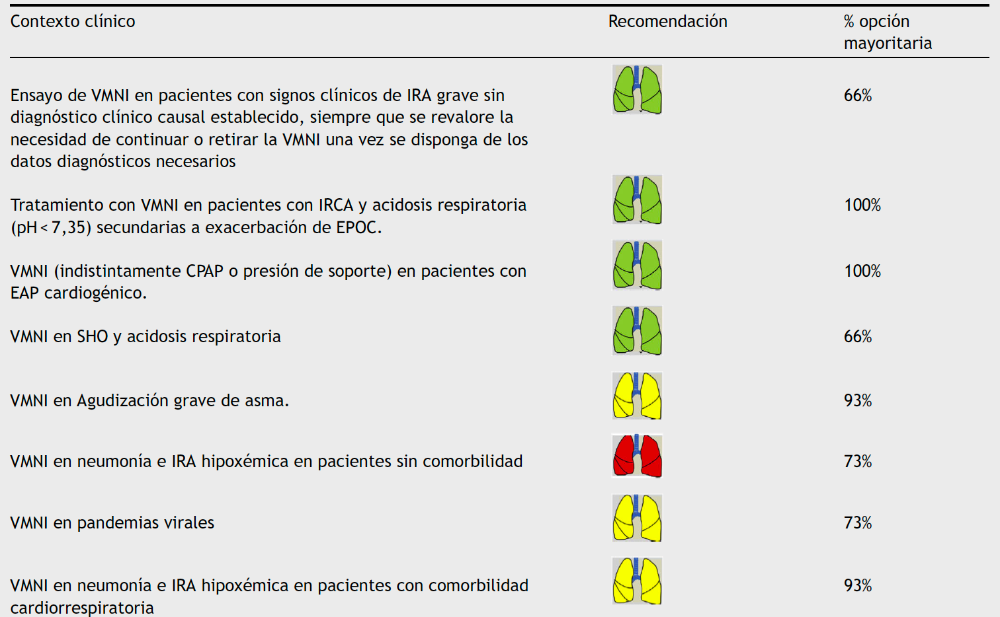 Contexto clínico Recomendación % opción
mayoritaria
Ensayo de VMNI en pacientes con signos clínicos de IRA grave sin 66%
diagnóstico clínico causal establecido, siempre que se revalore la
necesidad de continuar o retirar la VMNI una vez se disponga de los
datos diagnósticos necesarios
Tratamiento con VMNI en pacientes con IRCA y acidosis respiratoria 100%
(pH < 7,35) secundarias a exacerbación de EPOC.
VMNI (indistintamente CPAP o presión de soporte) en pacientes con 100%
EAP cardiogénico.
VMNI en SHO y acidosis respiratoria 66%
VMNI en Agudización grave de asma. 93%
VMNI en neumonía e IRA hipoxémica en pacientes sin comorbilidad 73%
VMNI en pandemias virales 73%
VMNI en neumonía e IRA hipoxémica en pacientes con comorbilidad 93%
cardiorrespiratoria